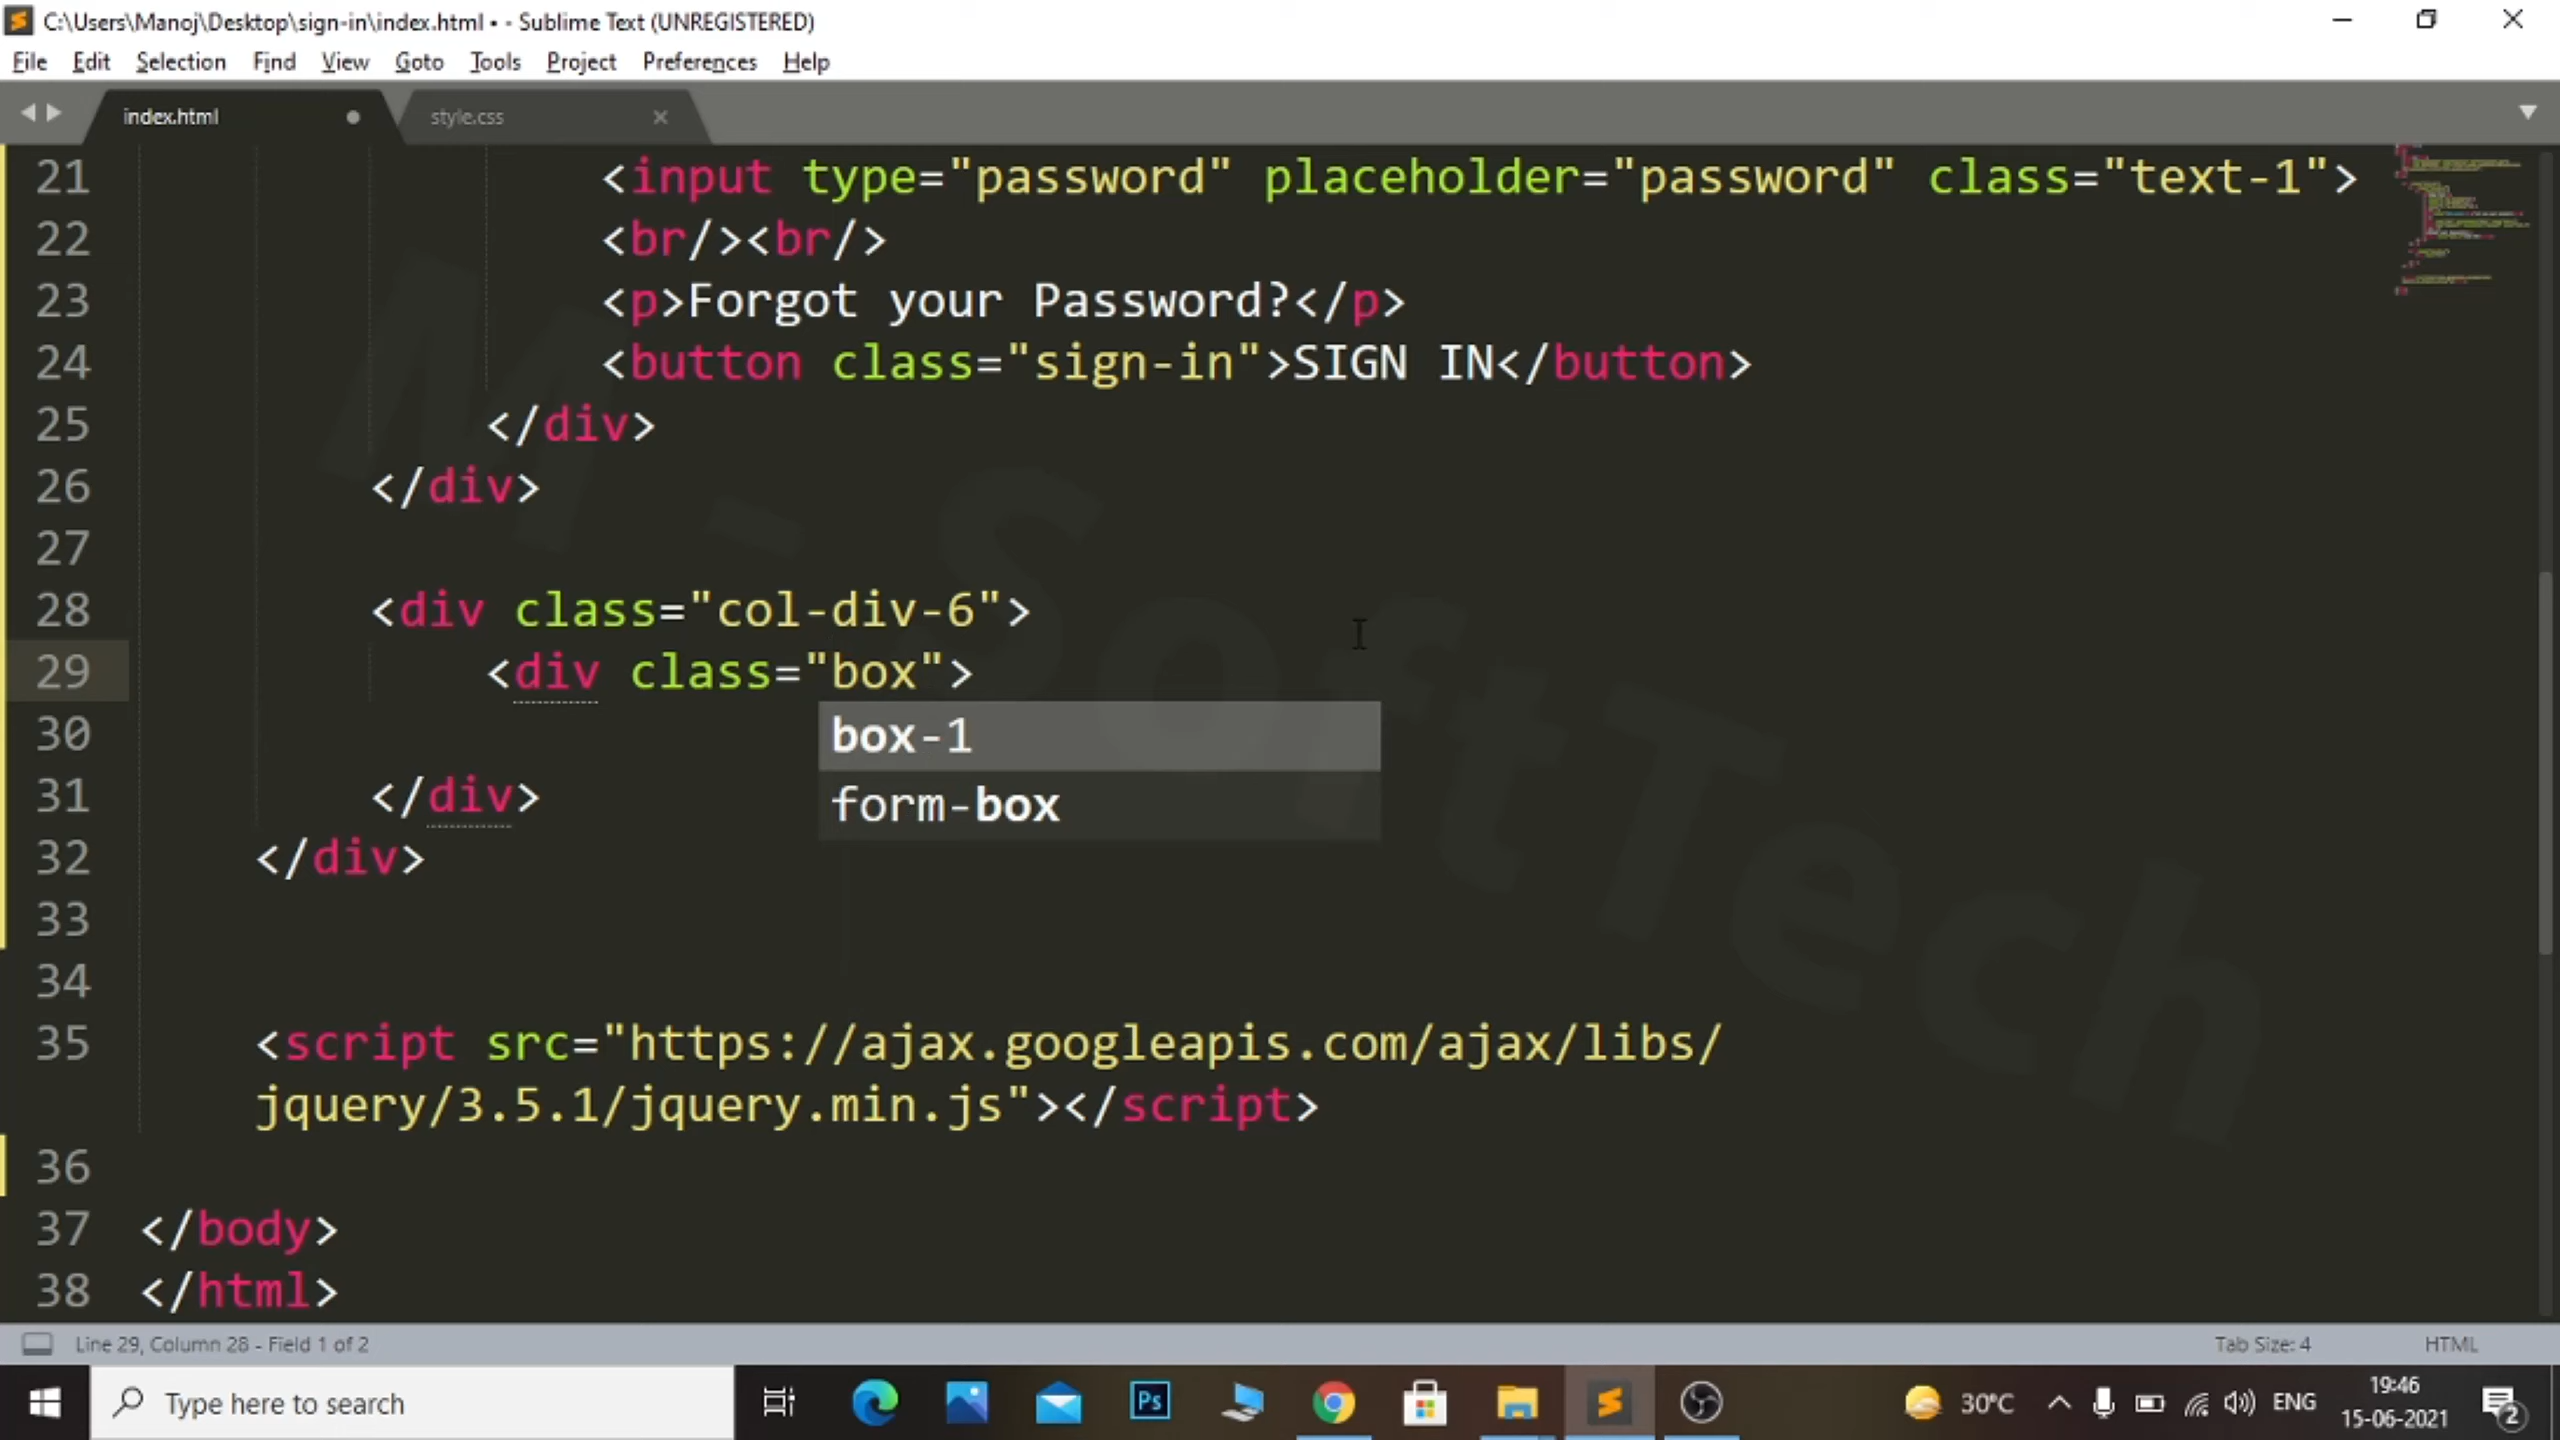 C:\Users\Manoj\Desktop\sign-in\index.html • - Sublime Text (UNREGISTERED)
File Edit Selection Find View Goto Tools Project Preferences Help
index.html style.css
21 <input type="password" placeholder="password" class="text-1">
22 <br/><br/>
23 <p>Forgot your Password?</p>
24 <button class="sign-in">SIGN IN</button>
25 </div>
26 </div>
27
28 <div class="col-div-6">
29 <div class="box">
box-1
30
form-box
31 </div>
32 </div>
33
34
35 <script src="https://ajax.googleapis.com/ajax/libs/
jquery/3.5.1/jquery.min.js"></script>
36
37 </body>
38 </html>
M-SoftTech
Line 29, Column 28 - Field 1 of 2 Tab Size: 4 HTML
Type here to search
Ps
30°C ENG
19:46
15-06-2021
2